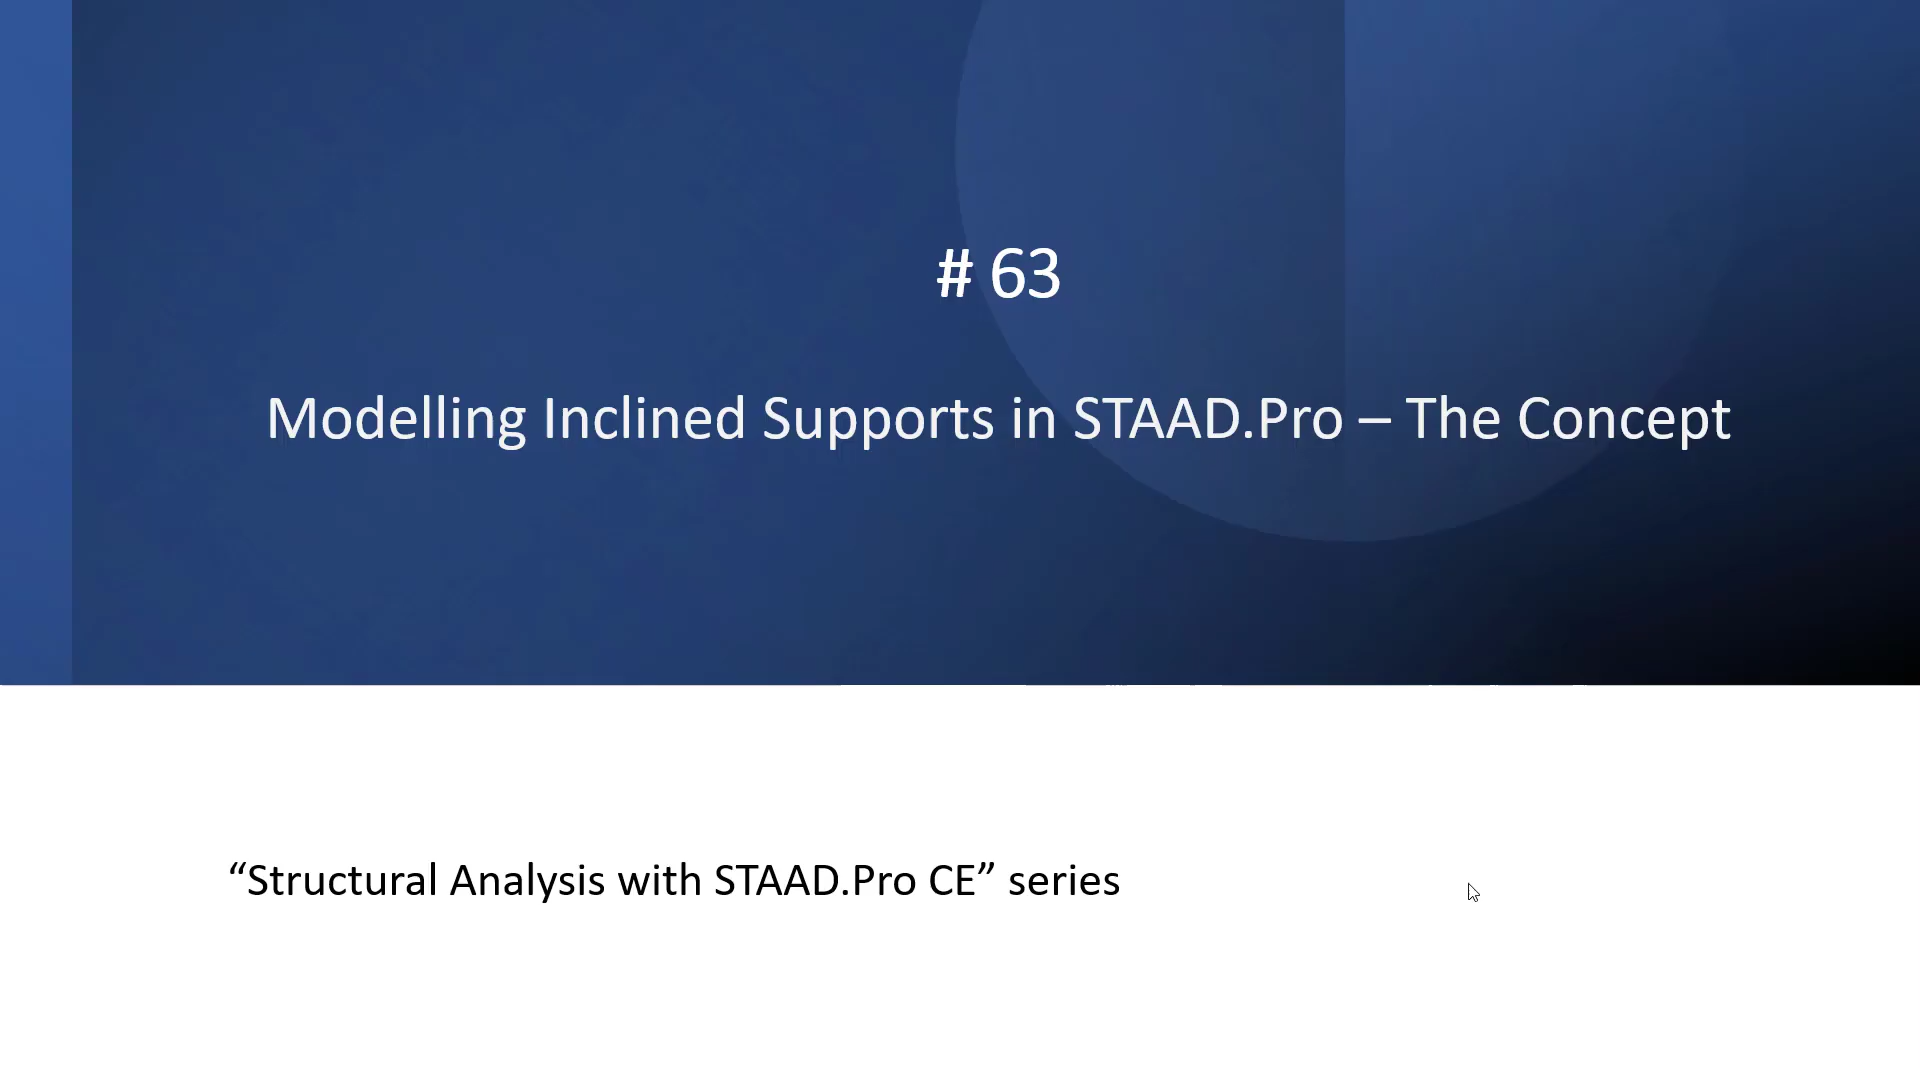 # 63
Modelling Inclined Supports in STAAD.Pro – The Concept
“Structural Analysis with STAAD.Pro CE” series